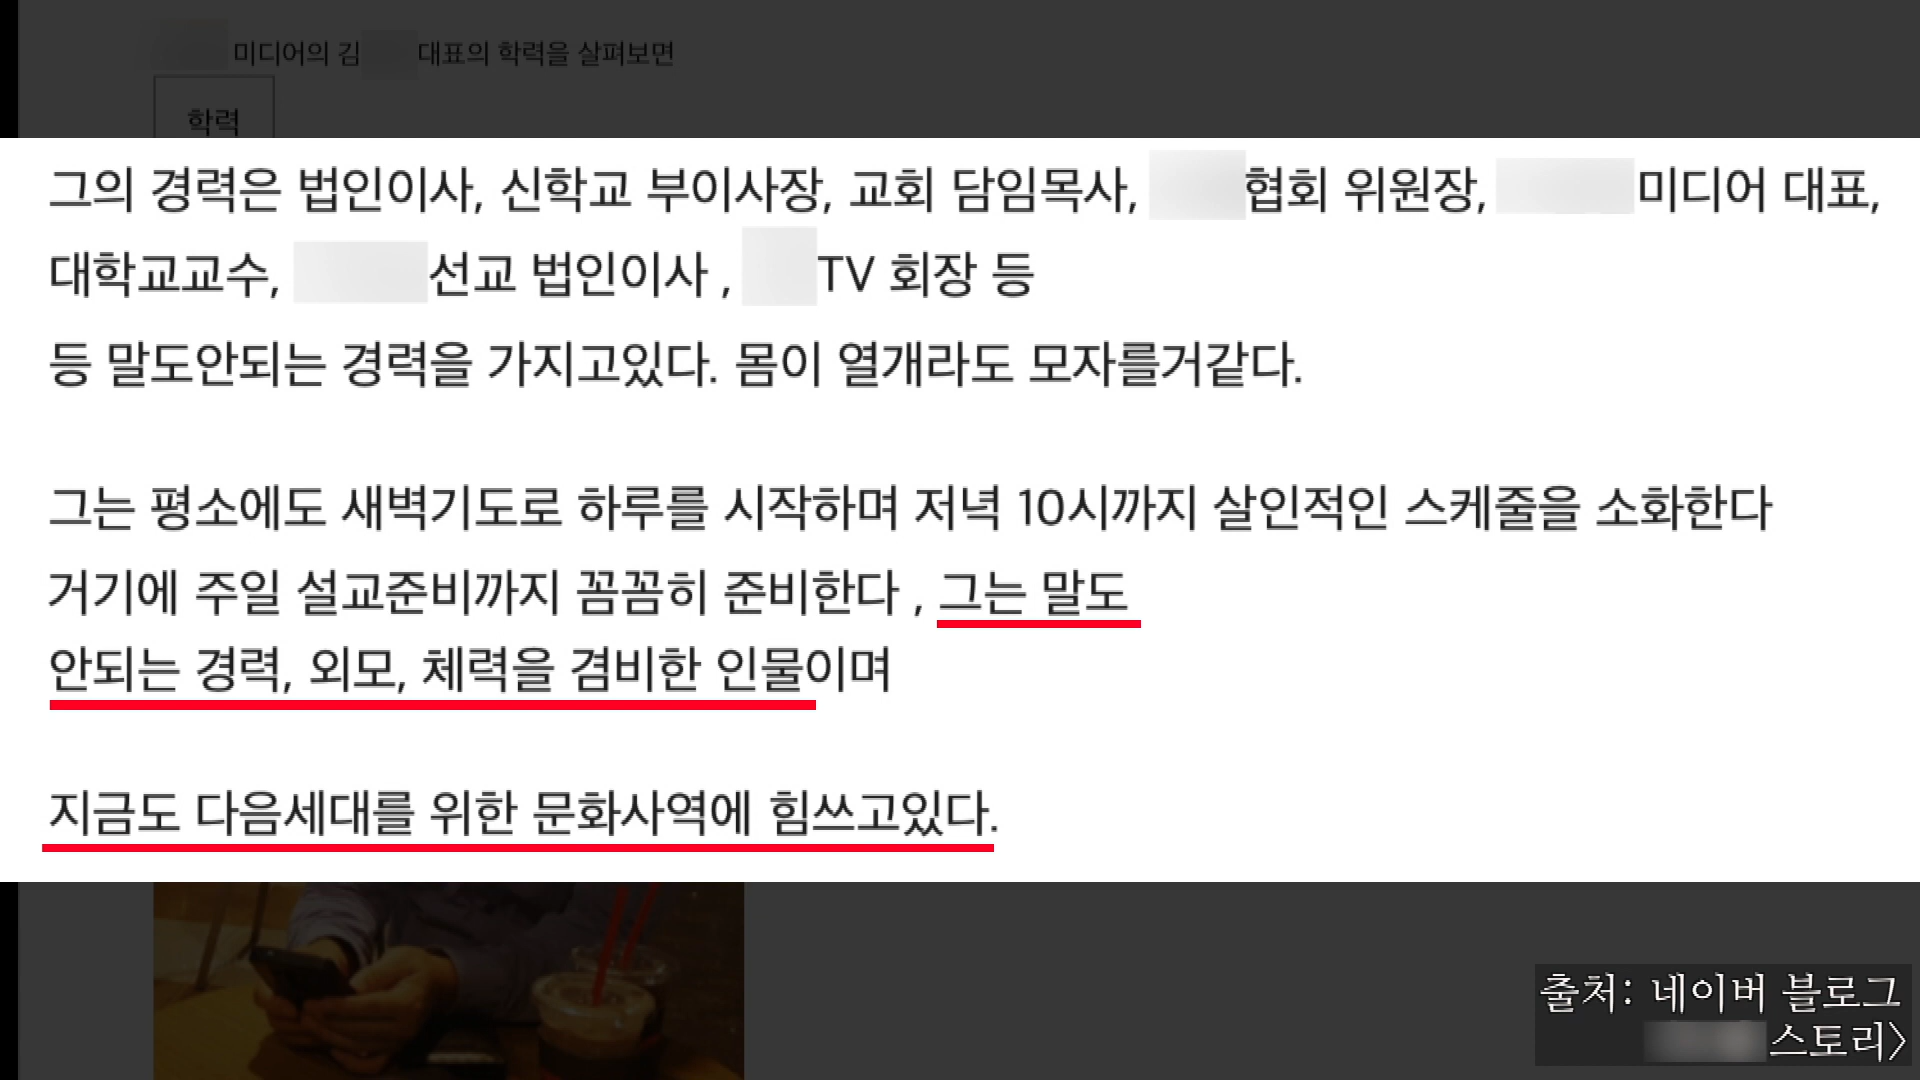 미디어의 김 대표의 학력을 살펴보면
학력
그의 경력은 법인이사, 신학교 부이사장, 교회 담임목사, 협회 위원장, 미디어 대표,
대학교교수, 선교 법인이사 , TV 회장 등
등 말도안되는 경력을 가지고있다. 몸이 열개라도 모자를거같다.
그는 평소에도 새벽기도로 하루를 시작하며 저녁 10시까지 살인적인 스케줄을 소화한다
거기에 주일 설교준비까지 꼼꼼히 준비한다 , 그는 말도
안되는 경력, 외모, 체력을 겸비한 인물이며
지금도 다음세대를 위한 문화사역에 힘쓰고있다.
출처: 네이버 블로그
스토리>